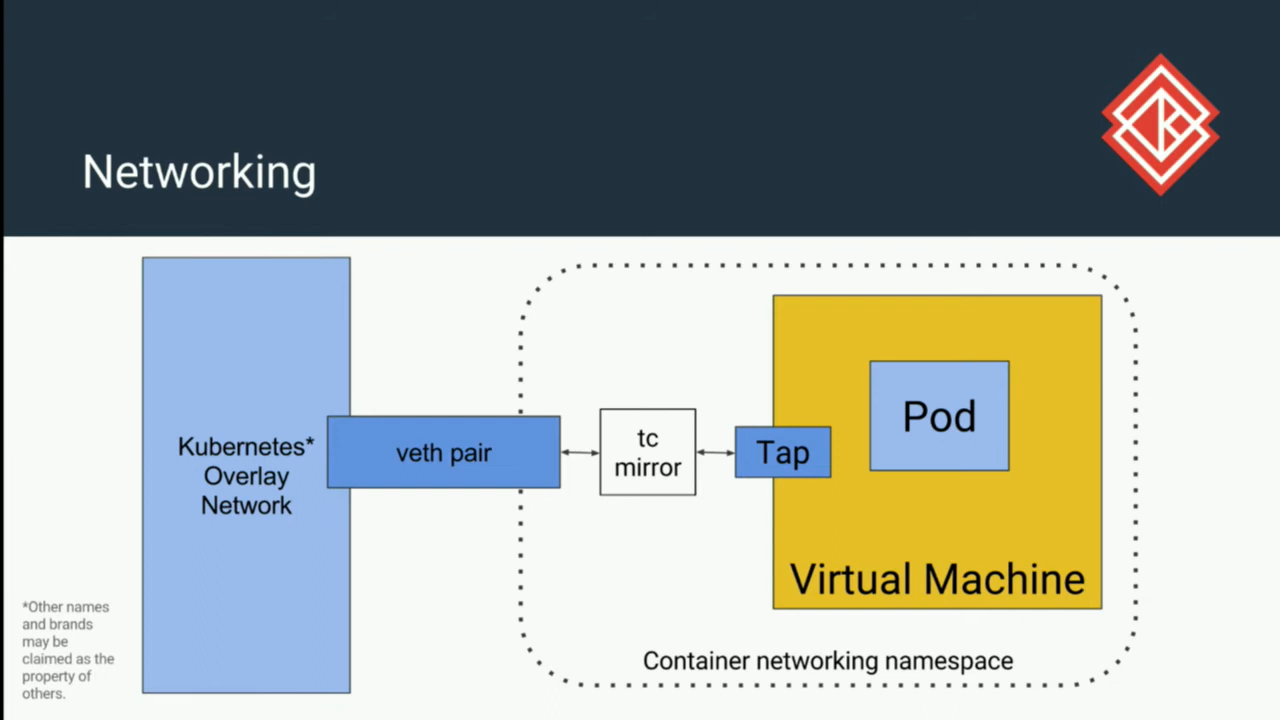 Networking
Kubernetes*
Overlay
Network
veth pair
tc
mirror
Tap
Pod
Virtual Machine
Container networking namespace
*Other names
and brands
may be
claimed as the
property of
others.